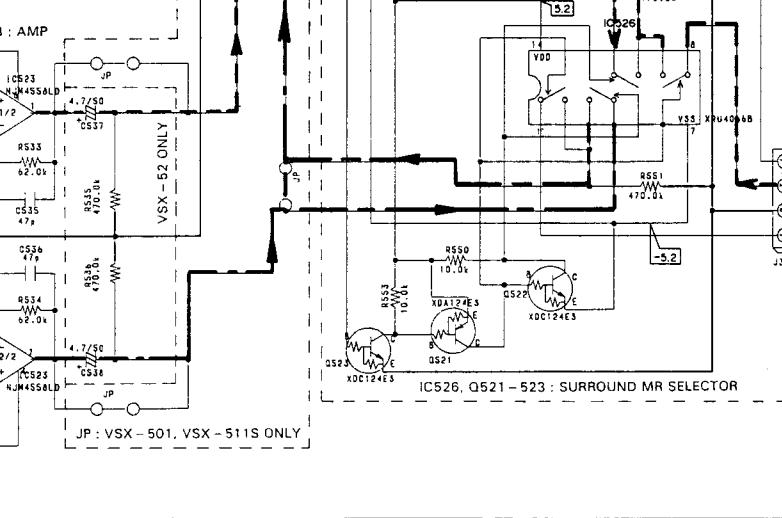 : AMP
IC523
NJM4558LD
1/2
JP
4.7/50
+
C537
R533
62.0k
C535
47p
R535
470.0k
VSX-52 ONLY
C536
47p
R536
470.0k
R534
62.0k
2/2
IC523
NJM4558LD
4.7/50
+
C538
JP
JP : VSX-501, VSX-511S ONLY
JP
5.2
IC526
14
8
VDD
VSS
7
XRU4066B
R551
470.0k
-5.2
R550
10.0k
R553
10.0k
XDA124E3
Q522
XDC124E3
B
C
E
Q523
XDC124E3
C
E
B
E
C
Q521
IC526, Q521-523 : SURROUND MR SELECTOR